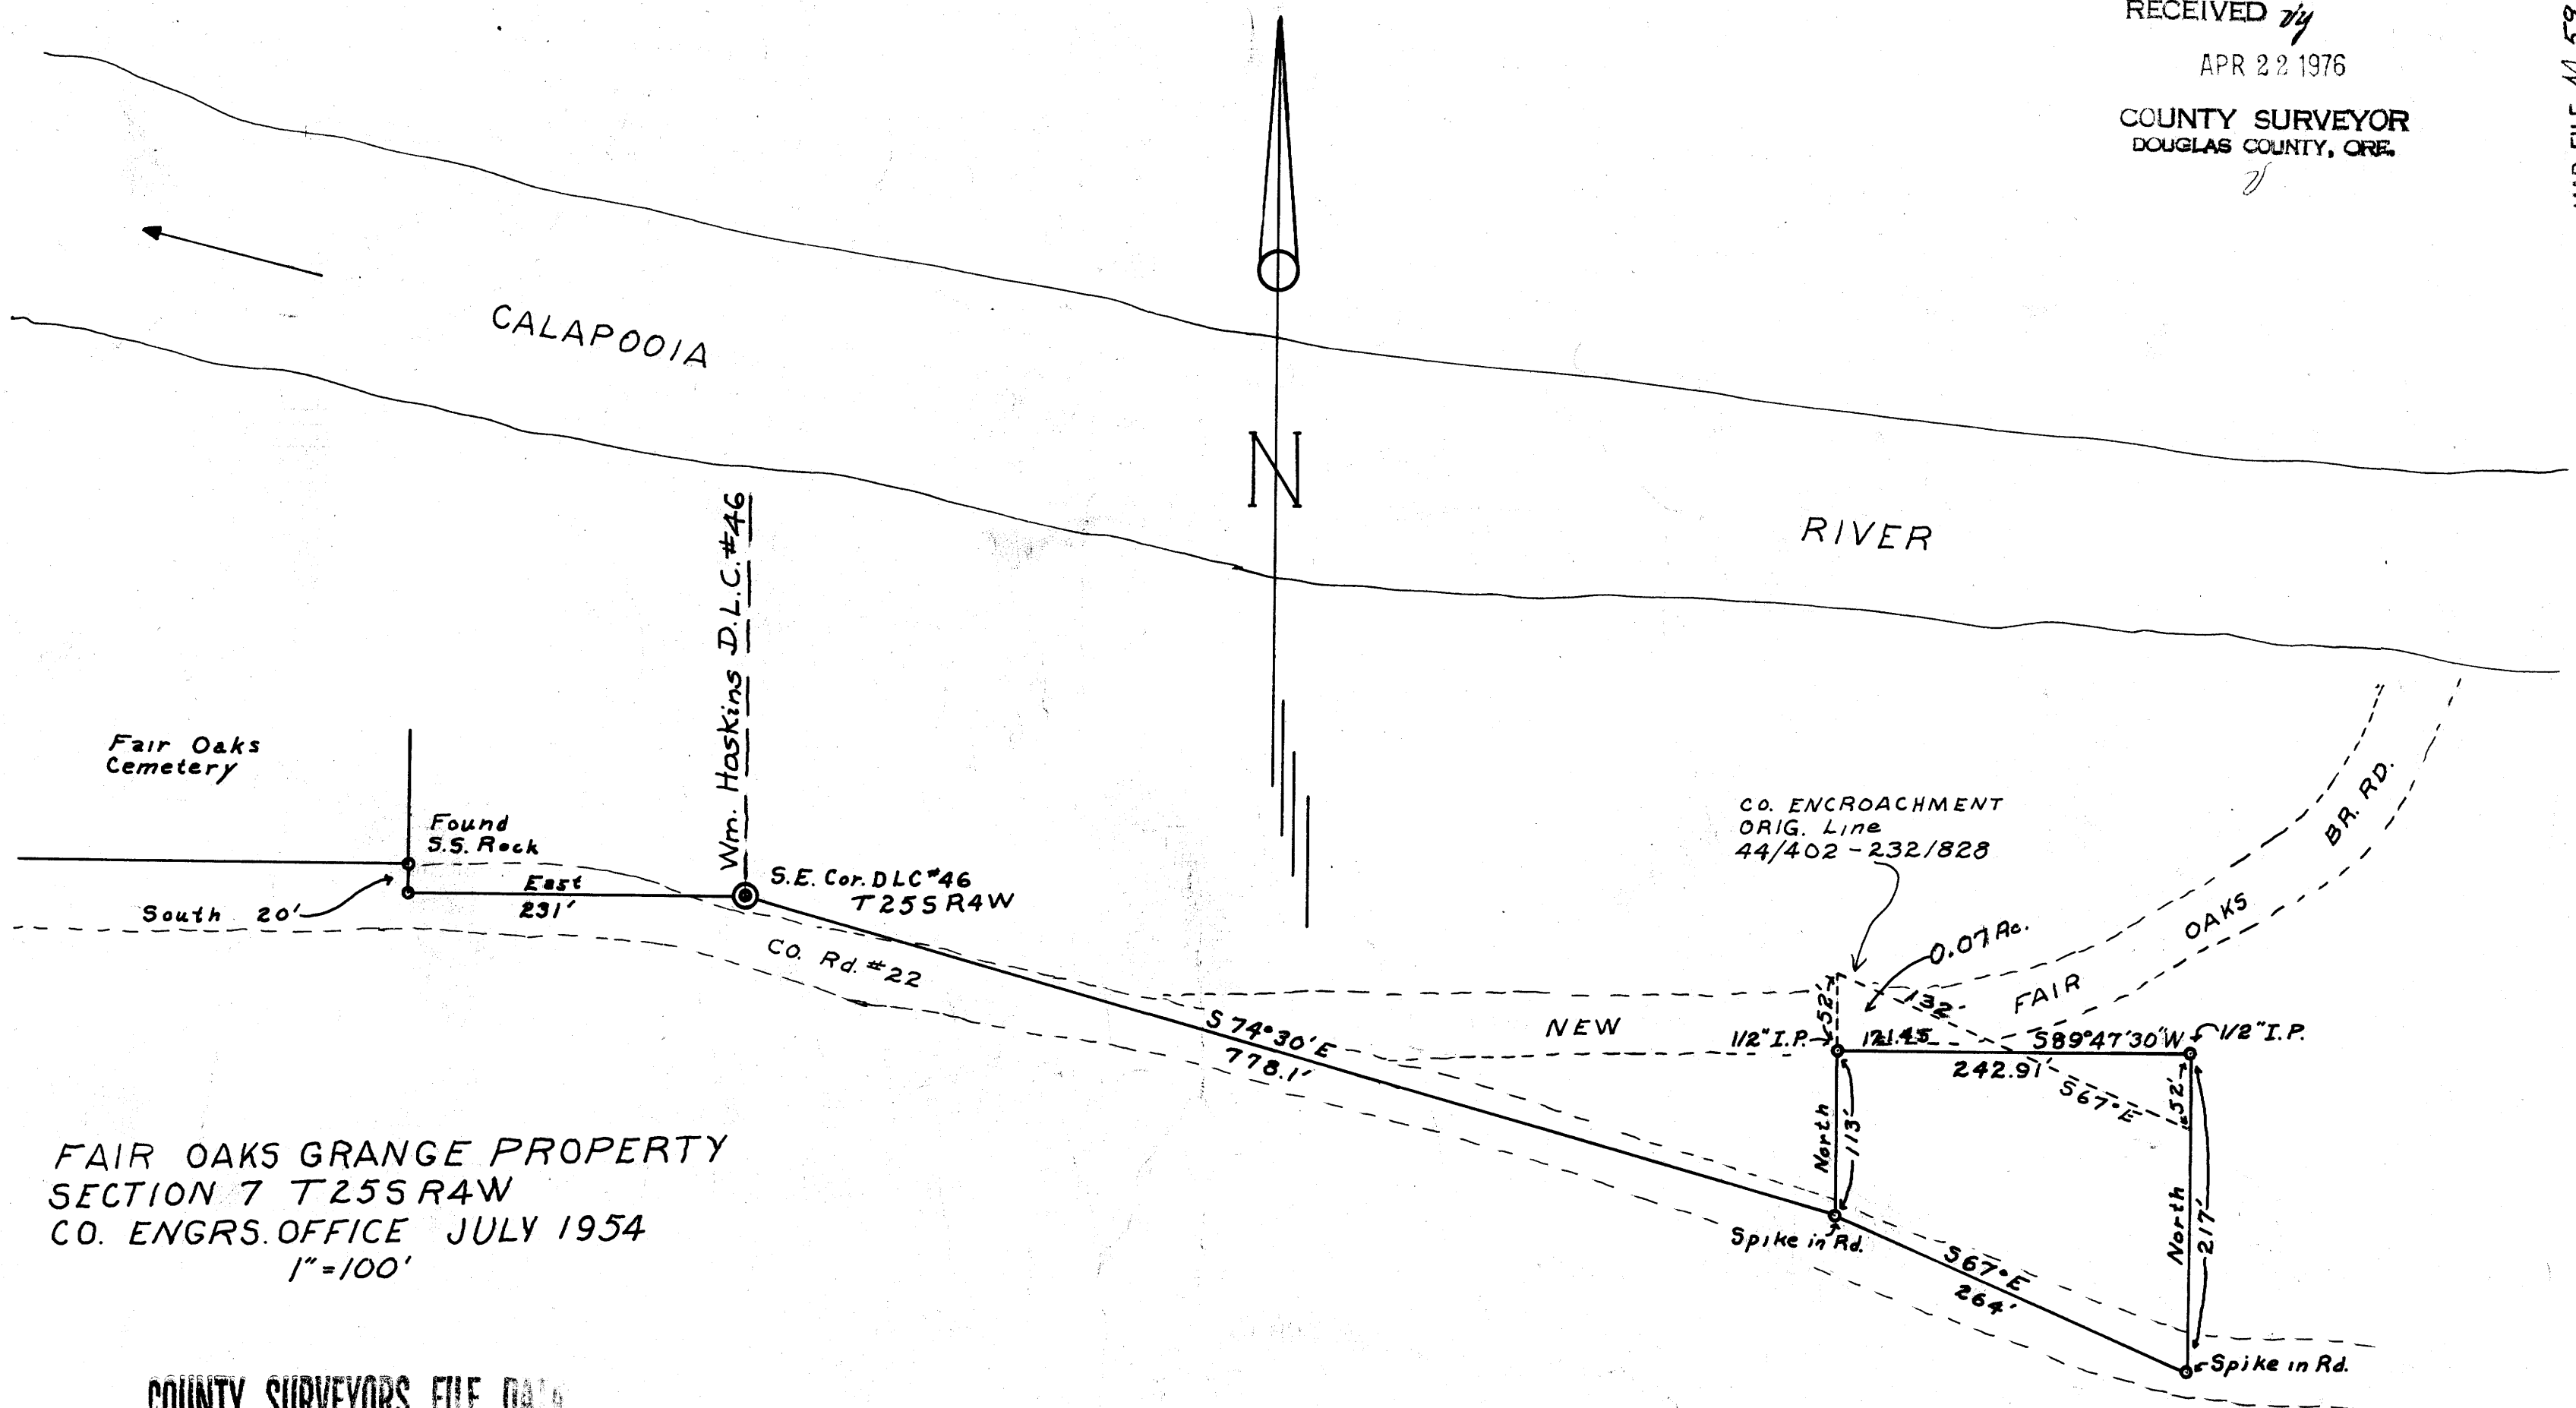 RECEIVED
APR 22 1976
COUNTY SURVEYOR
DOUGLAS COUNTY, ORE.
CALAPOOIA
N
RIVER
Wm. Hoskins D.L.C. #46
Fair Oaks
Cemetery
Found
S.S. Rock
East
231'
South 20'
S.E. Cor. DLC #46
T25S R4W
CO. Rd. #22
S 74°30' E
778.1'
NEW
CO. ENCROACHMENT
ORIG. Line
44/402 - 232/828
0.07 Ac.
BR. RD.
OAKS
FAIR
52'
132
1/2" I.P.
121.45
S89°47'30" W
1/2" I.P.
242.91'
S67°E
52'
North
113'
North
217'
Spike in Rd.
S67°E
264'
Spike in Rd.
FAIR OAKS GRANGE PROPERTY
SECTION 7 T25S R4W
CO. ENGRS. OFFICE JULY 1954
1"=100'
COUNTY SURVEYORS FILE